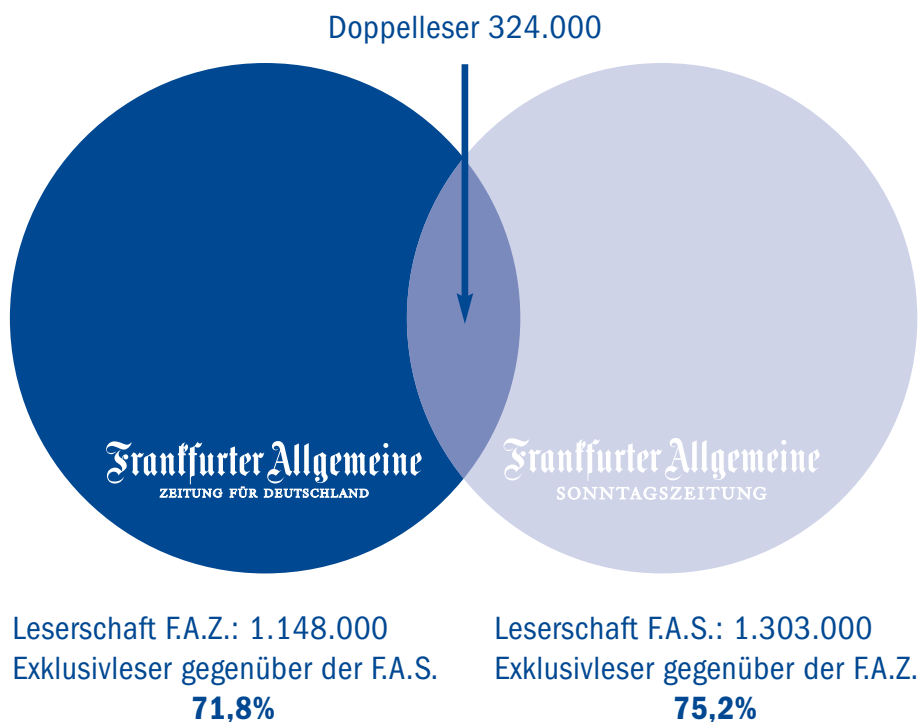 Doppelleser 324.000
Frankfurter Allgemeine
ZEITUNG FÜR DEUTSCHLAND
Frankfurter Allgemeine
SONNTAGSZEITUNG
Leserschaft F.A.Z.: 1.148.000
Exklusivleser gegenüber der F.A.S.
71,8%
Leserschaft F.A.S.: 1.303.000
Exklusivleser gegenüber der F.A.Z.
75,2%